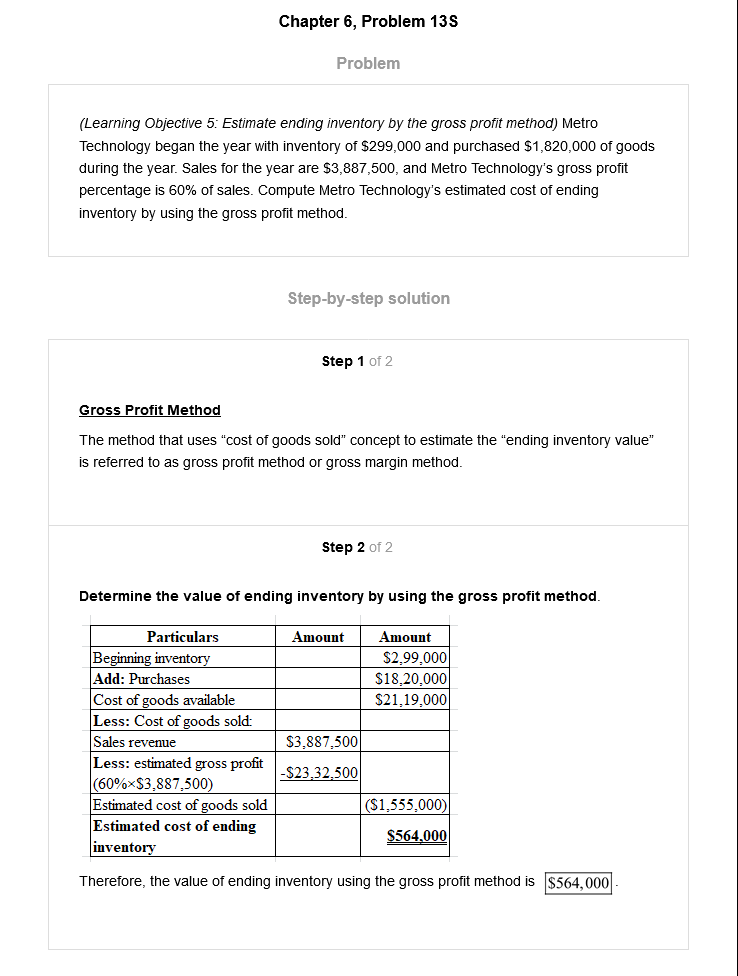 Chapter 6, Problem 13S
Problem
(Learning Objective 5: Estimate ending inventory by the gross profit method) Metro
Technology began the year with inventory of $299,000 and purchased $1,820,000 of goods
during the year. Sales for the year are $3,887,500, and Metro Technology's gross profit
percentage is 60% of sales. Compute Metro Technology's estimated cost of ending
inventory by using the gross profit method.
Step-by-step solution
Step 1 of 2
Gross Profit Method
The method that uses “cost of goods sold” concept to estimate the “ending inventory value”
is referred to as gross profit method or gross margin method.
Step 2 of 2
Determine the value of ending inventory by using the gross profit method.
Particulars Amount Amount
Beginning inventory $2,99,000
Add: Purchases $18,20,000
Cost of goods available $21,19,000
Less: Cost of goods sold:
Sales revenue $3,887,500
Less: estimated gross profit
(60%×$3,887,500) -$23,32,500
Estimated cost of goods sold ($1,555,000)
Estimated cost of ending
inventory $564,000
Therefore, the value of ending inventory using the gross profit method is $564,000.